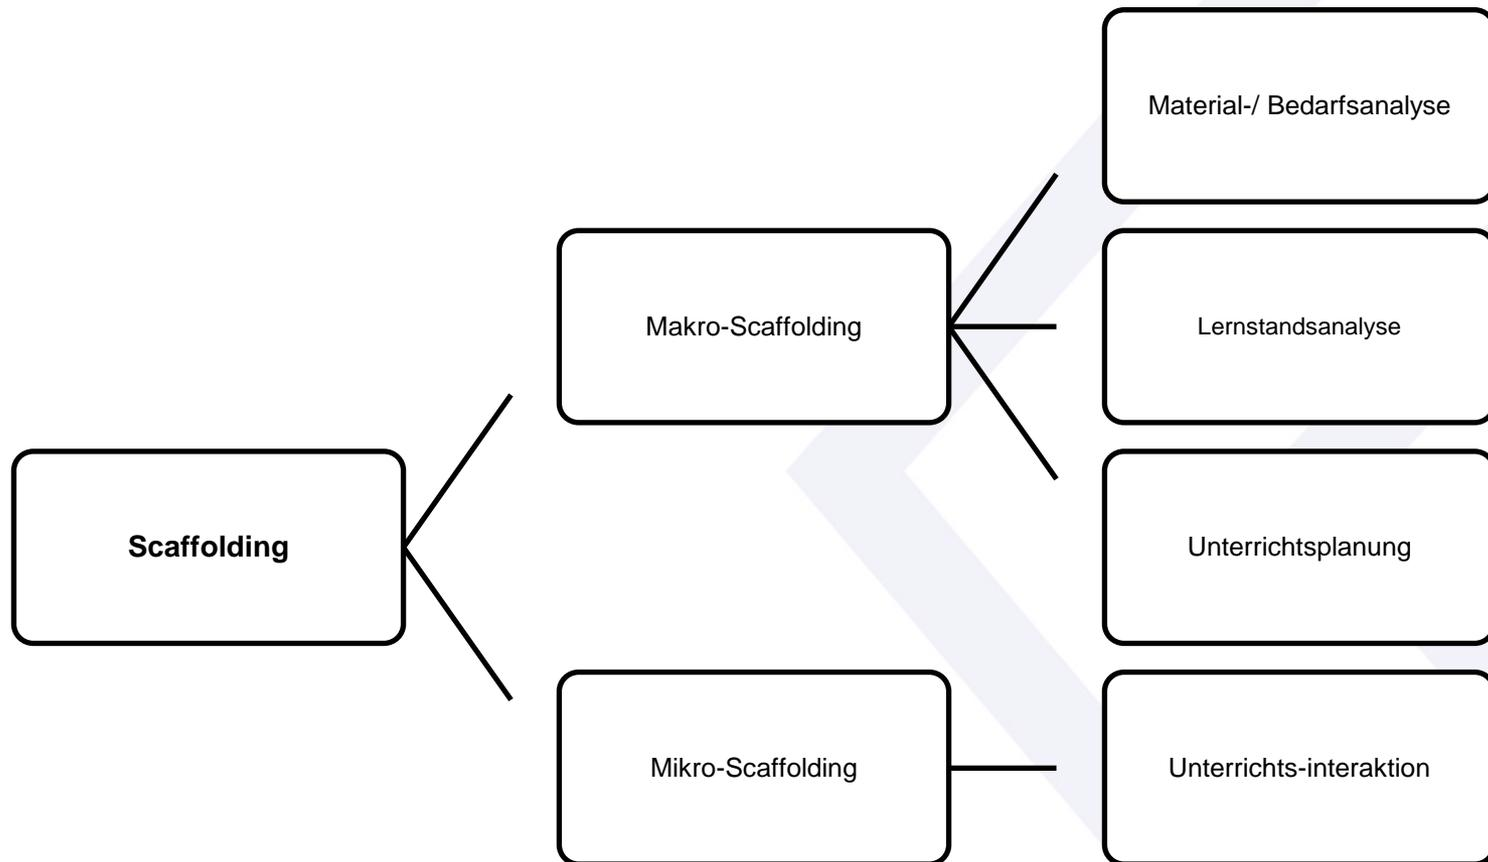 Material-/ Bedarfsanalyse
Makro-Scaffolding
Lernstandsanalyse
Scaffolding
Unterrichtsplanung
Mikro-Scaffolding
Unterrichts-interaktion